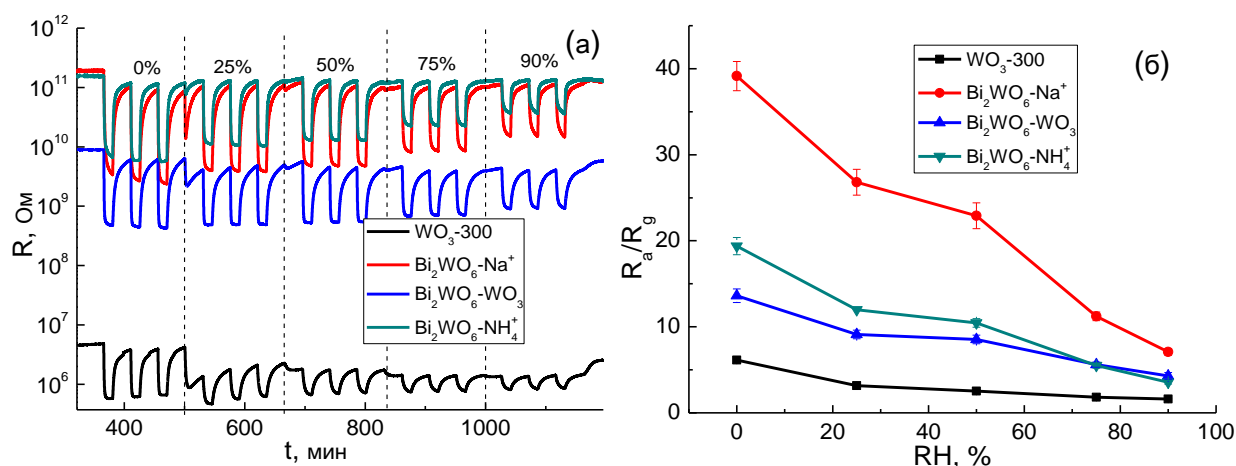 (а)
0% 25% 50% 75% 90%
R, Ом
10¹²
10¹¹
10¹⁰
10⁹
10⁸
10⁷
10⁶
WO₃-300
Bi₂WO₆-Na⁺
Bi₂WO₆-WO₃
Bi₂WO₆-NH₄⁺
400 600 800 1000
t, мин
(б)
WO₃-300
Bi₂WO₆-Na⁺
Bi₂WO₆-WO₃
Bi₂WO₆-NH₄⁺
Rₐ/R_g
40
30
20
10
0
0 20 40 60 80 100
RH, %